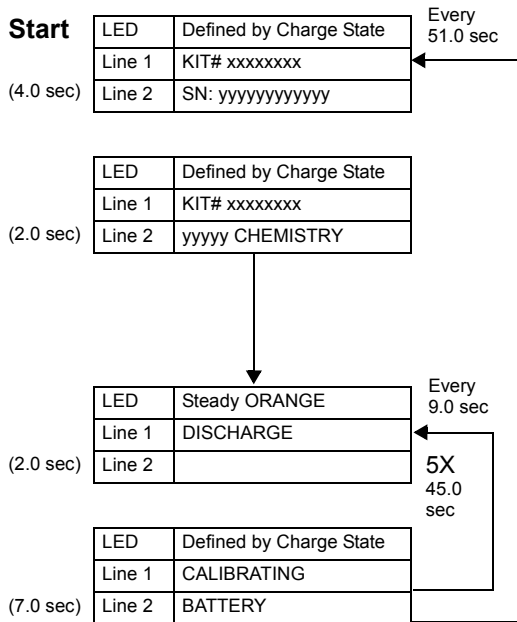 Start
Every
51.0 sec
LED Defined by Charge State
Line 1 KIT# xxxxxxxx
(4.0 sec) Line 2 SN: yyyyyyyyyyyy
LED Defined by Charge State
Line 1 KIT# xxxxxxxx
(2.0 sec) Line 2 yyyyy CHEMISTRY
Every
9.0 sec
LED Steady ORANGE
Line 1 DISCHARGE
(2.0 sec) Line 2
5X
45.0
sec
LED Defined by Charge State
Line 1 CALIBRATING
(7.0 sec) Line 2 BATTERY